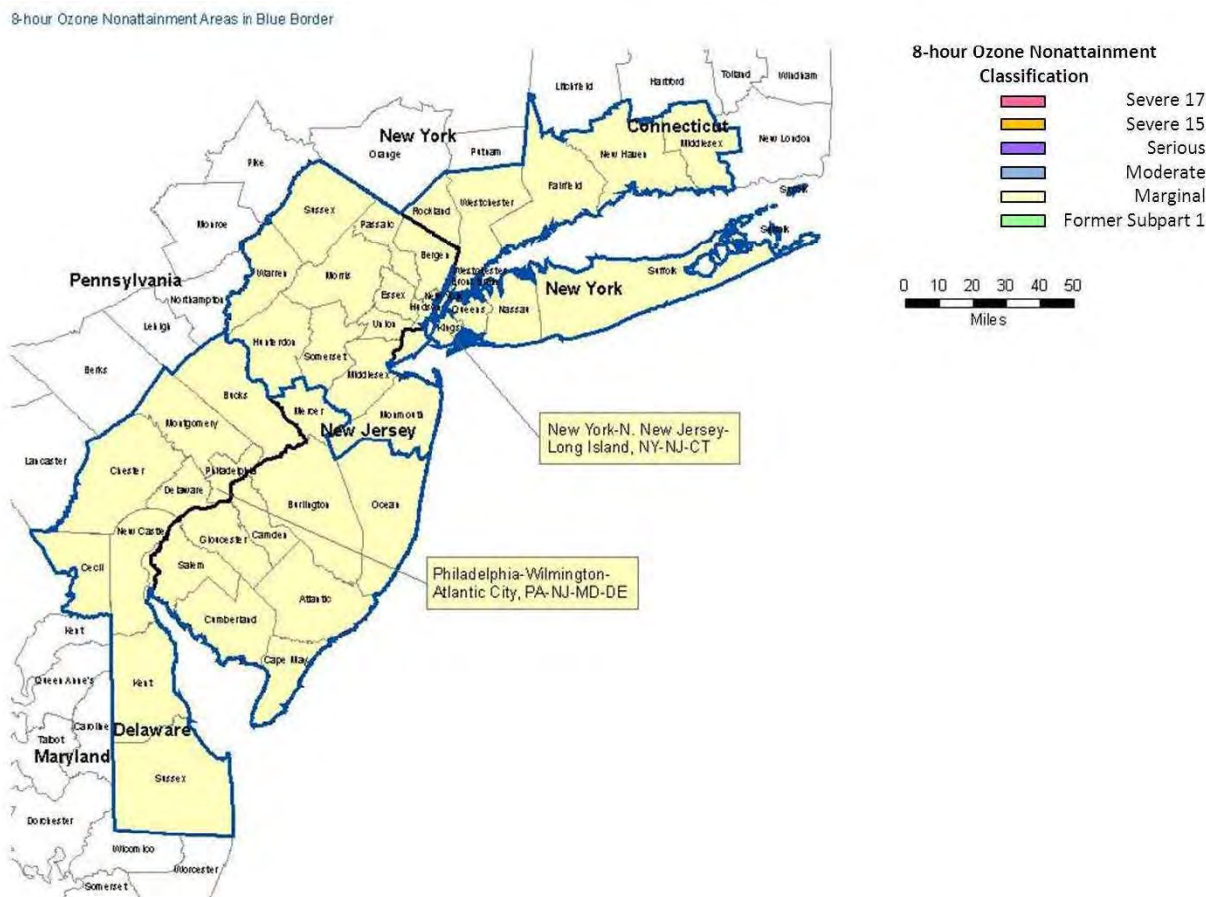 8-hour Ozone Nonattainment Areas in Blue Border
8-hour Ozone Nonattainment
Classification
Severe 17
Severe 15
Serious
Moderate
Marginal
Former Subpart 1
0 10 20 30 40 50
Miles
Litchfield
Hartford
Tolland
Windham
New York
Connecticut
Orange
Putnam
New Haven
Middlesex
New London
Pike
Fairfield
Suffolk
Sussex
Passaic
Rockland
Westchester
Monroe
Bergen
Suffolk
Warren
Morris
Westchester
Suffolk
Pennsylvania
Essex
New York
Northampton
Hudson
Queens
Nassau
Lehigh
Union
Kings
Hunterdon
Somerset
Berks
Middlesex
Bucks
Mercer
Monmouth
Montgomery
New Jersey
New York-N. New Jersey-
Long Island, NY-NJ-CT
Lancaster
Chester
Philadelphia
Delaware
Burlington
Ocean
New Castle
Gloucester
Camden
Cecil
Salem
Philadelphia-Wilmington-
Atlantic City, PA-NJ-MD-DE
Atlantic
Cumberland
Kent
Cape May
Queen Anne's
Kent
Caroline
Delaware
Talbot
Maryland
Sussex
Dorchester
Wicomico
Worcester
Somerset